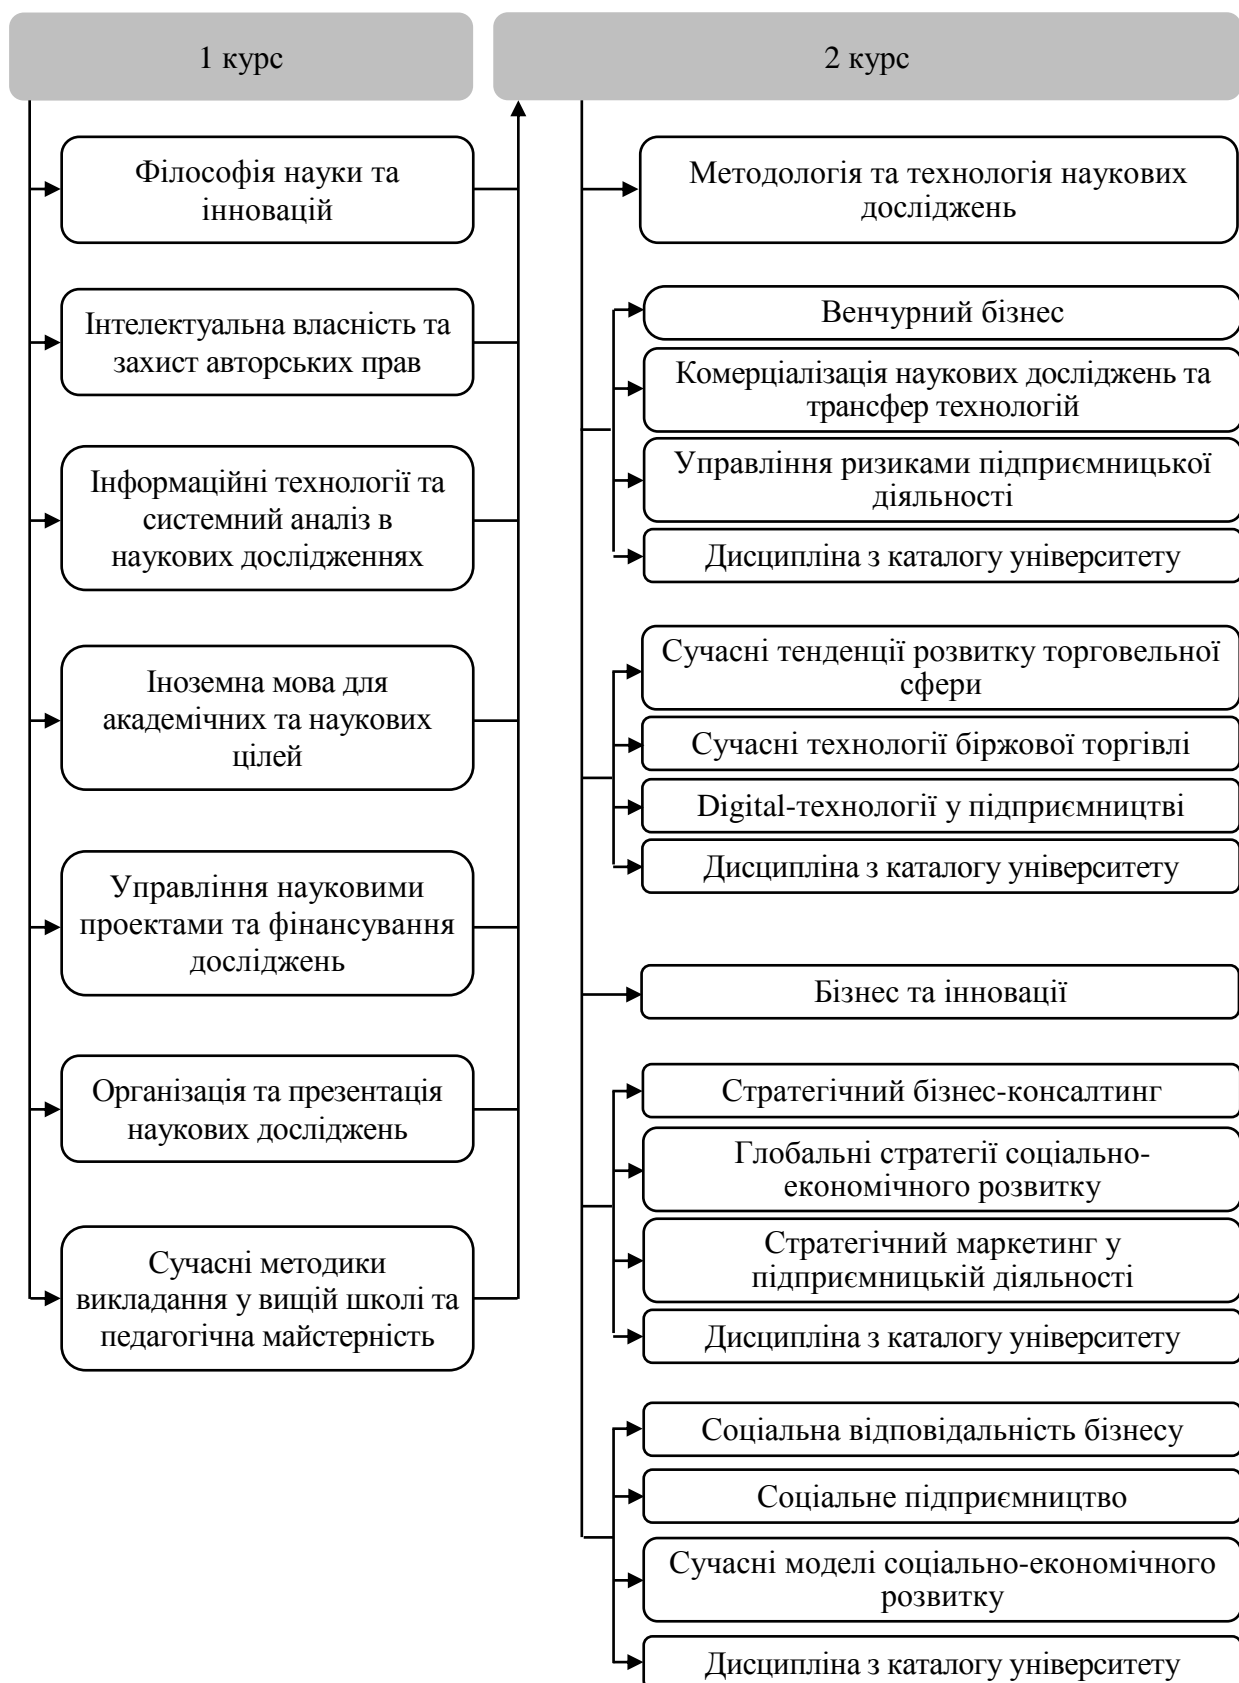 1 курс
Філософія науки та
інновацій
Інтелектуальна власність та
захист авторських прав
Інформаційні технології та
системний аналіз в
наукових дослідженнях
Іноземна мова для
академічних та наукових
цілей
Управління науковими
проектами та фінансування
досліджень
Організація та презентація
наукових досліджень
Сучасні методики
викладання у вищій школі та
педагогічна майстерність
2 курс
Методологія та технологія наукових
досліджень
Венчурний бізнес
Комерціалізація наукових досліджень та
трансфер технологій
Управління ризиками підприємницької
діяльності
Дисципліна з каталогу університету
Сучасні тенденції розвитку торговельної
сфери
Сучасні технології біржової торгівлі
Digital-технології у підприємництві
Дисципліна з каталогу університету
Бізнес та інновації
Стратегічний бізнес-консалтинг
Глобальні стратегії соціально-
економічного розвитку
Стратегічний маркетинг у
підприємницькій діяльності
Дисципліна з каталогу університету
Соціальна відповідальність бізнесу
Соціальне підприємництво
Сучасні моделі соціально-економічного
розвитку
Дисципліна з каталогу університету